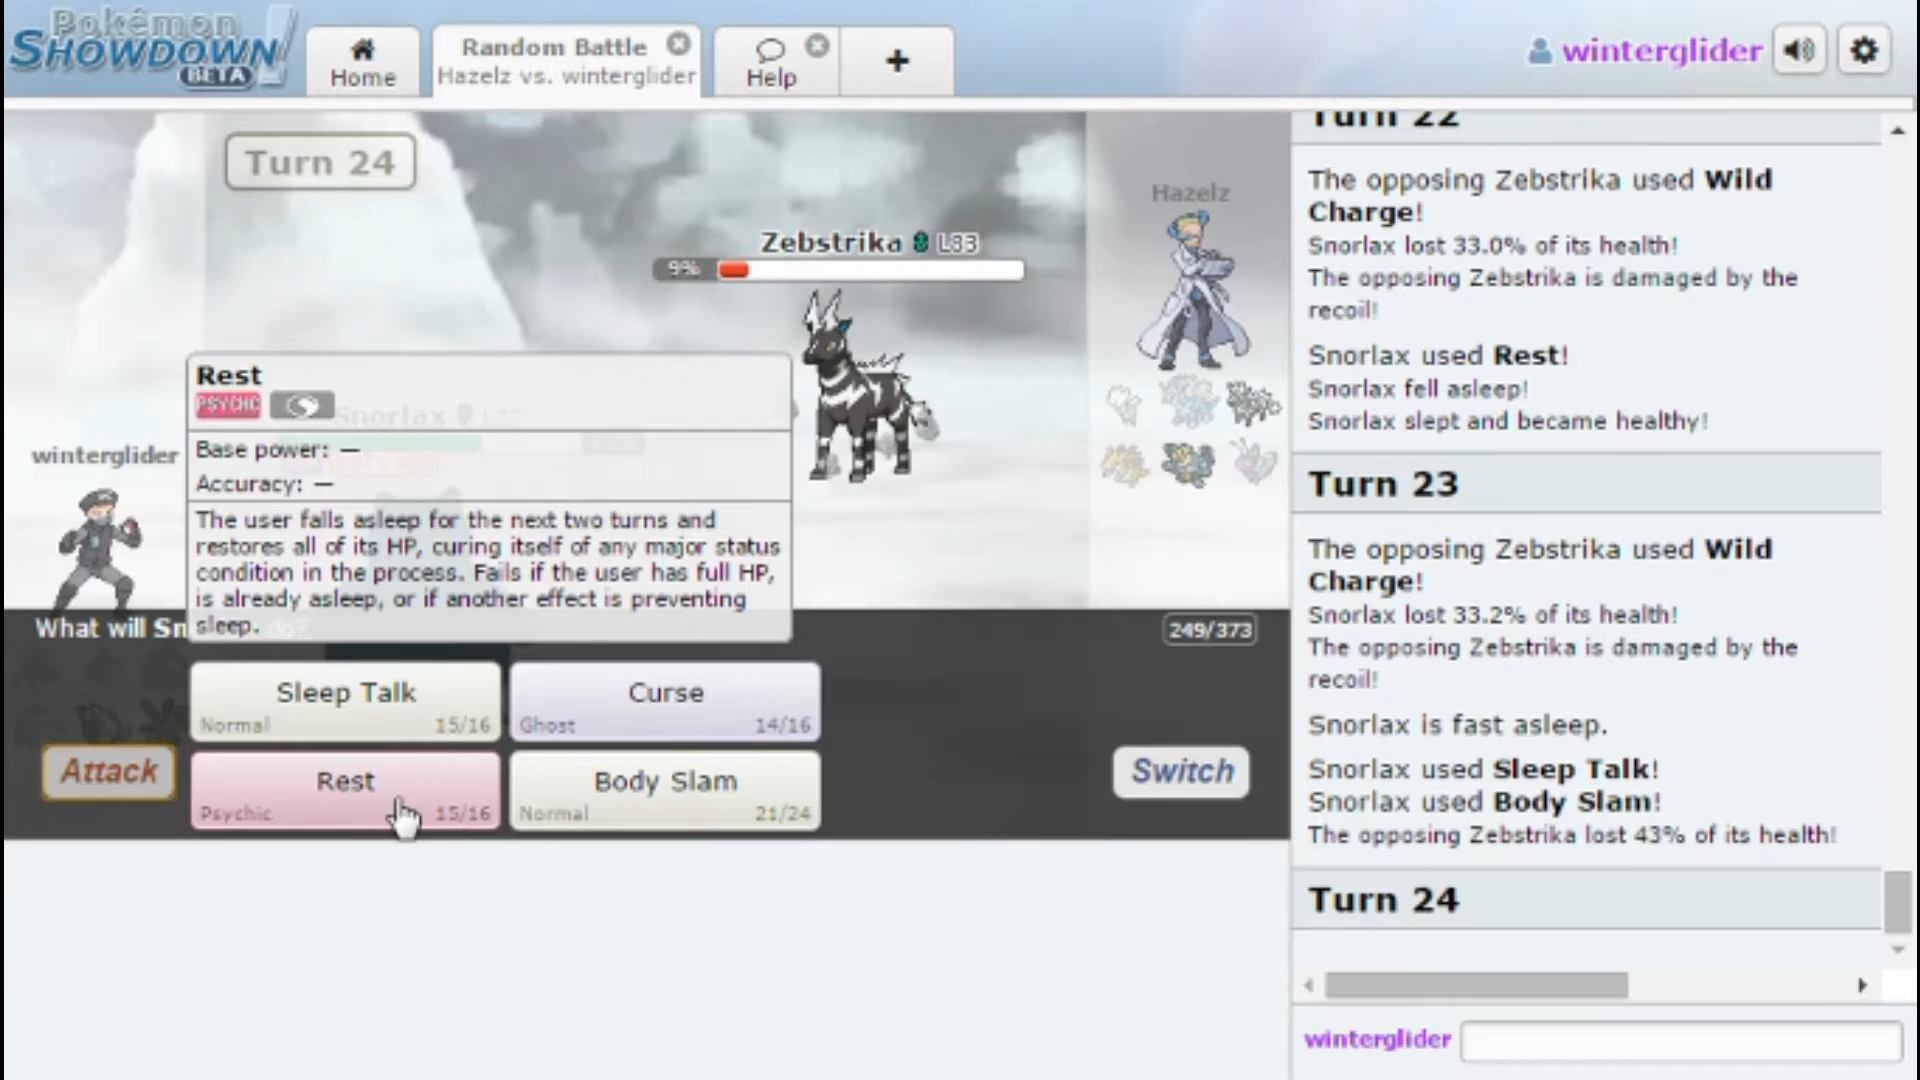 Pokémon
SHOWDOWN!
BETA
Home
Random Battle
Hazelz vs. winterglider
Help
+
winterglider
Turn 24
Hazelz
Zebstrika L83
9%
winterglider
Snorlax
Rest
PSYCHC
Base power: —
Accuracy: —
The user falls asleep for the next two turns and
restores all of its HP, curing itself of any major status
condition in the process. Fails if the user has full HP,
is already asleep, or if another effect is preventing
sleep.
What will Sn
249/373
Sleep Talk
Normal 15/16
Curse
Ghost 14/16
Attack
Rest
Psychic 15/16
Body Slam
Normal 21/24
Switch
Turn 22
The opposing Zebstrika used Wild
Charge!
Snorlax lost 33.0% of its health!
The opposing Zebstrika is damaged by the
recoil!
Snorlax used Rest!
Snorlax fell asleep!
Snorlax slept and became healthy!
Turn 23
The opposing Zebstrika used Wild
Charge!
Snorlax lost 33.2% of its health!
The opposing Zebstrika is damaged by the
recoil!
Snorlax is fast asleep.
Snorlax used Sleep Talk!
Snorlax used Body Slam!
The opposing Zebstrika lost 43% of its health!
Turn 24
winterglider